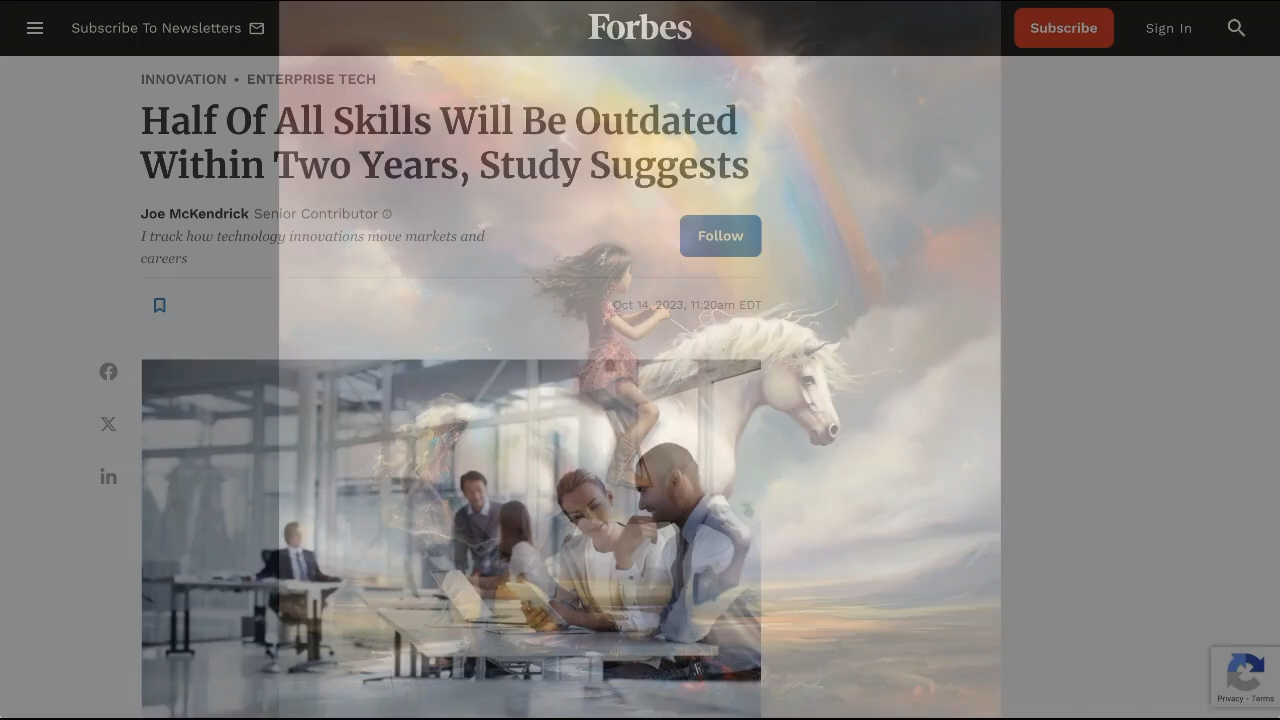 Subscribe To Newsletters
Forbes
Subscribe
Sign In
INNOVATION • ENTERPRISE TECH
Half Of All Skills Will Be Outdated
Within Two Years, Study Suggests
Joe McKendrick Senior Contributor
I track how technology innovations move markets and
careers
Follow
Oct 14, 2023, 11:20am EDT
Privacy - Terms